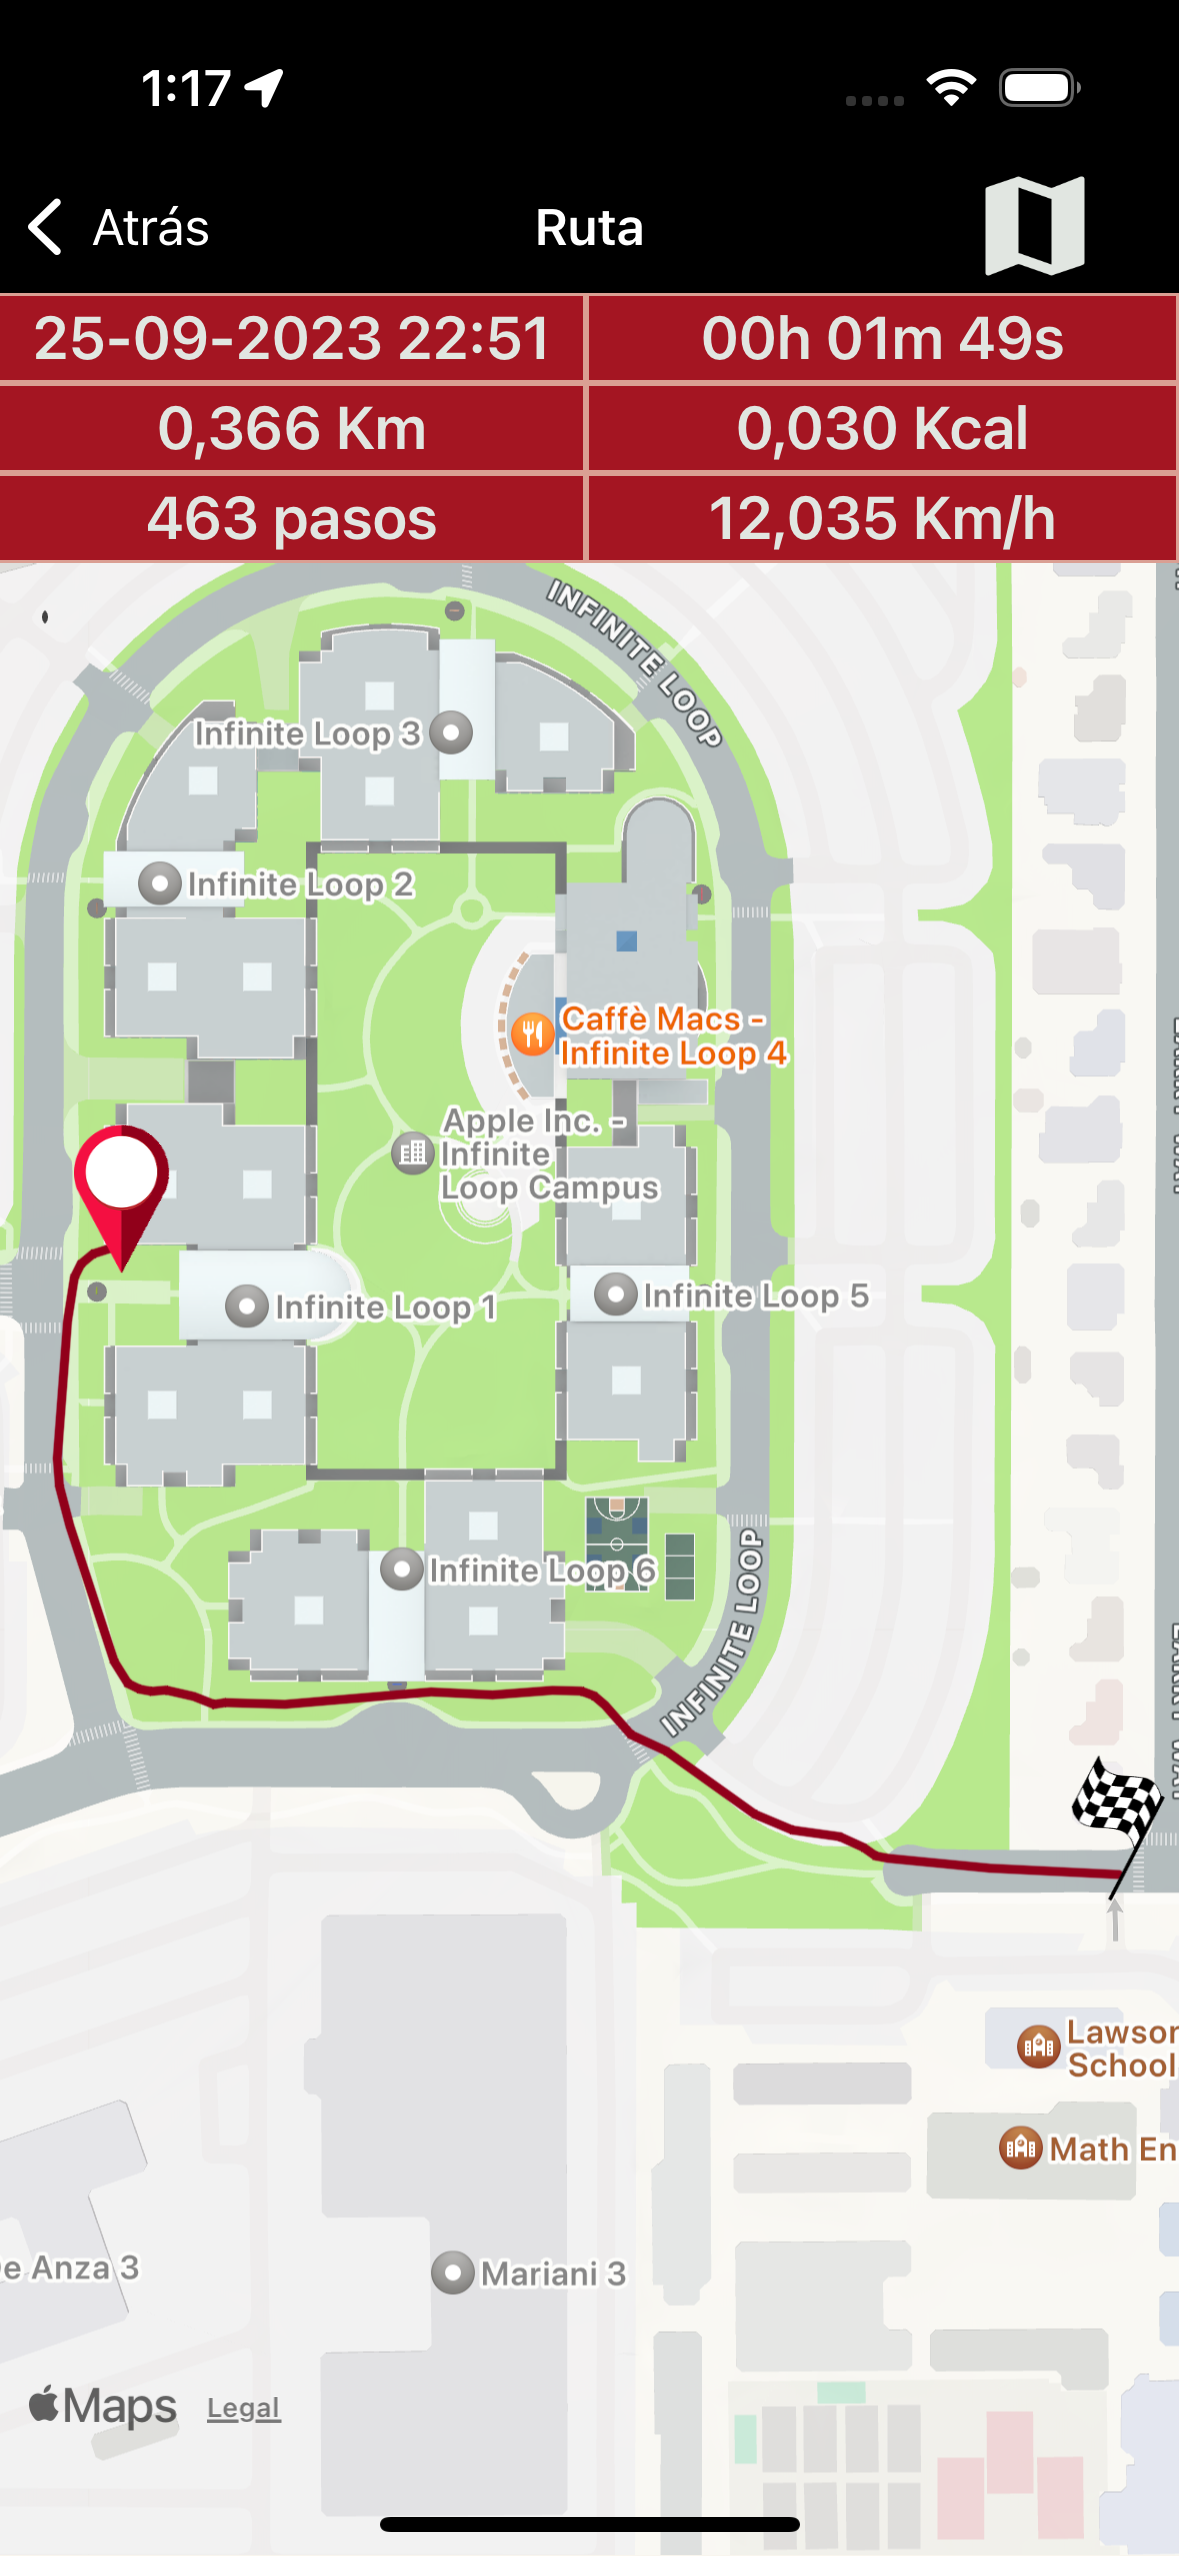 1:17
Atrás
Ruta
25-09-2023 22:51
00h 01m 49s
0,366 Km
0,030 Kcal
463 pasos
12,035 Km/h
INFINITE LOOP
Infinite Loop 3
Infinite Loop 2
Caffè Macs -
Infinite Loop 4
Apple Inc. -
Infinite
Loop Campus
Infinite Loop 1
Infinite Loop 5
Infinite Loop 6
INFINITE LOOP
Lawson
School
Math En
e Anza 3
Mariani 3
Maps
Legal